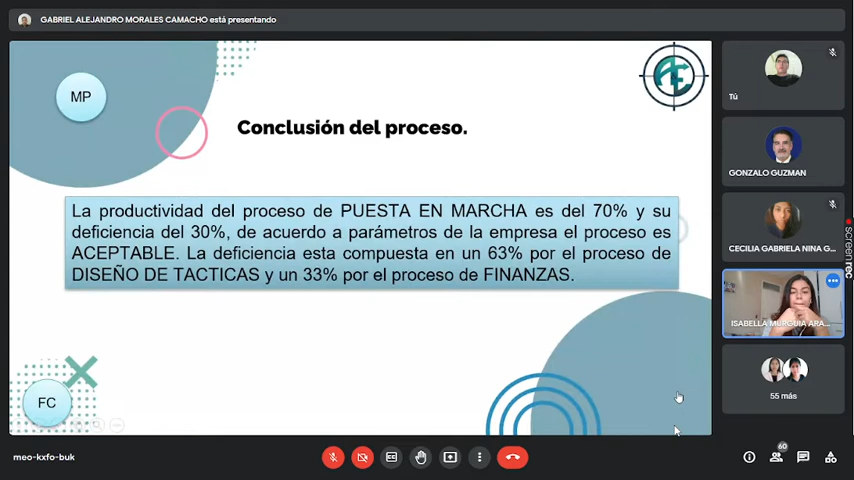 GABRIEL ALEJANDRO MORALES CAMACHO está presentando
MP
Conclusión del proceso.
La productividad del proceso de PUESTA EN MARCHA es del 70% y su
deficiencia del 30%, de acuerdo a parámetros de la empresa el proceso es
ACEPTABLE. La deficiencia esta compuesta en un 63% por el proceso de
DISEÑO DE TACTICAS y un 33% por el proceso de FINANZAS.
FC
Tú
GONZALO GUZMAN
CECILIA GABRIELA NINA G...
ISABELLA MURGUIA ARA...
55 más
meo-kxfo-buk
60
screenrec